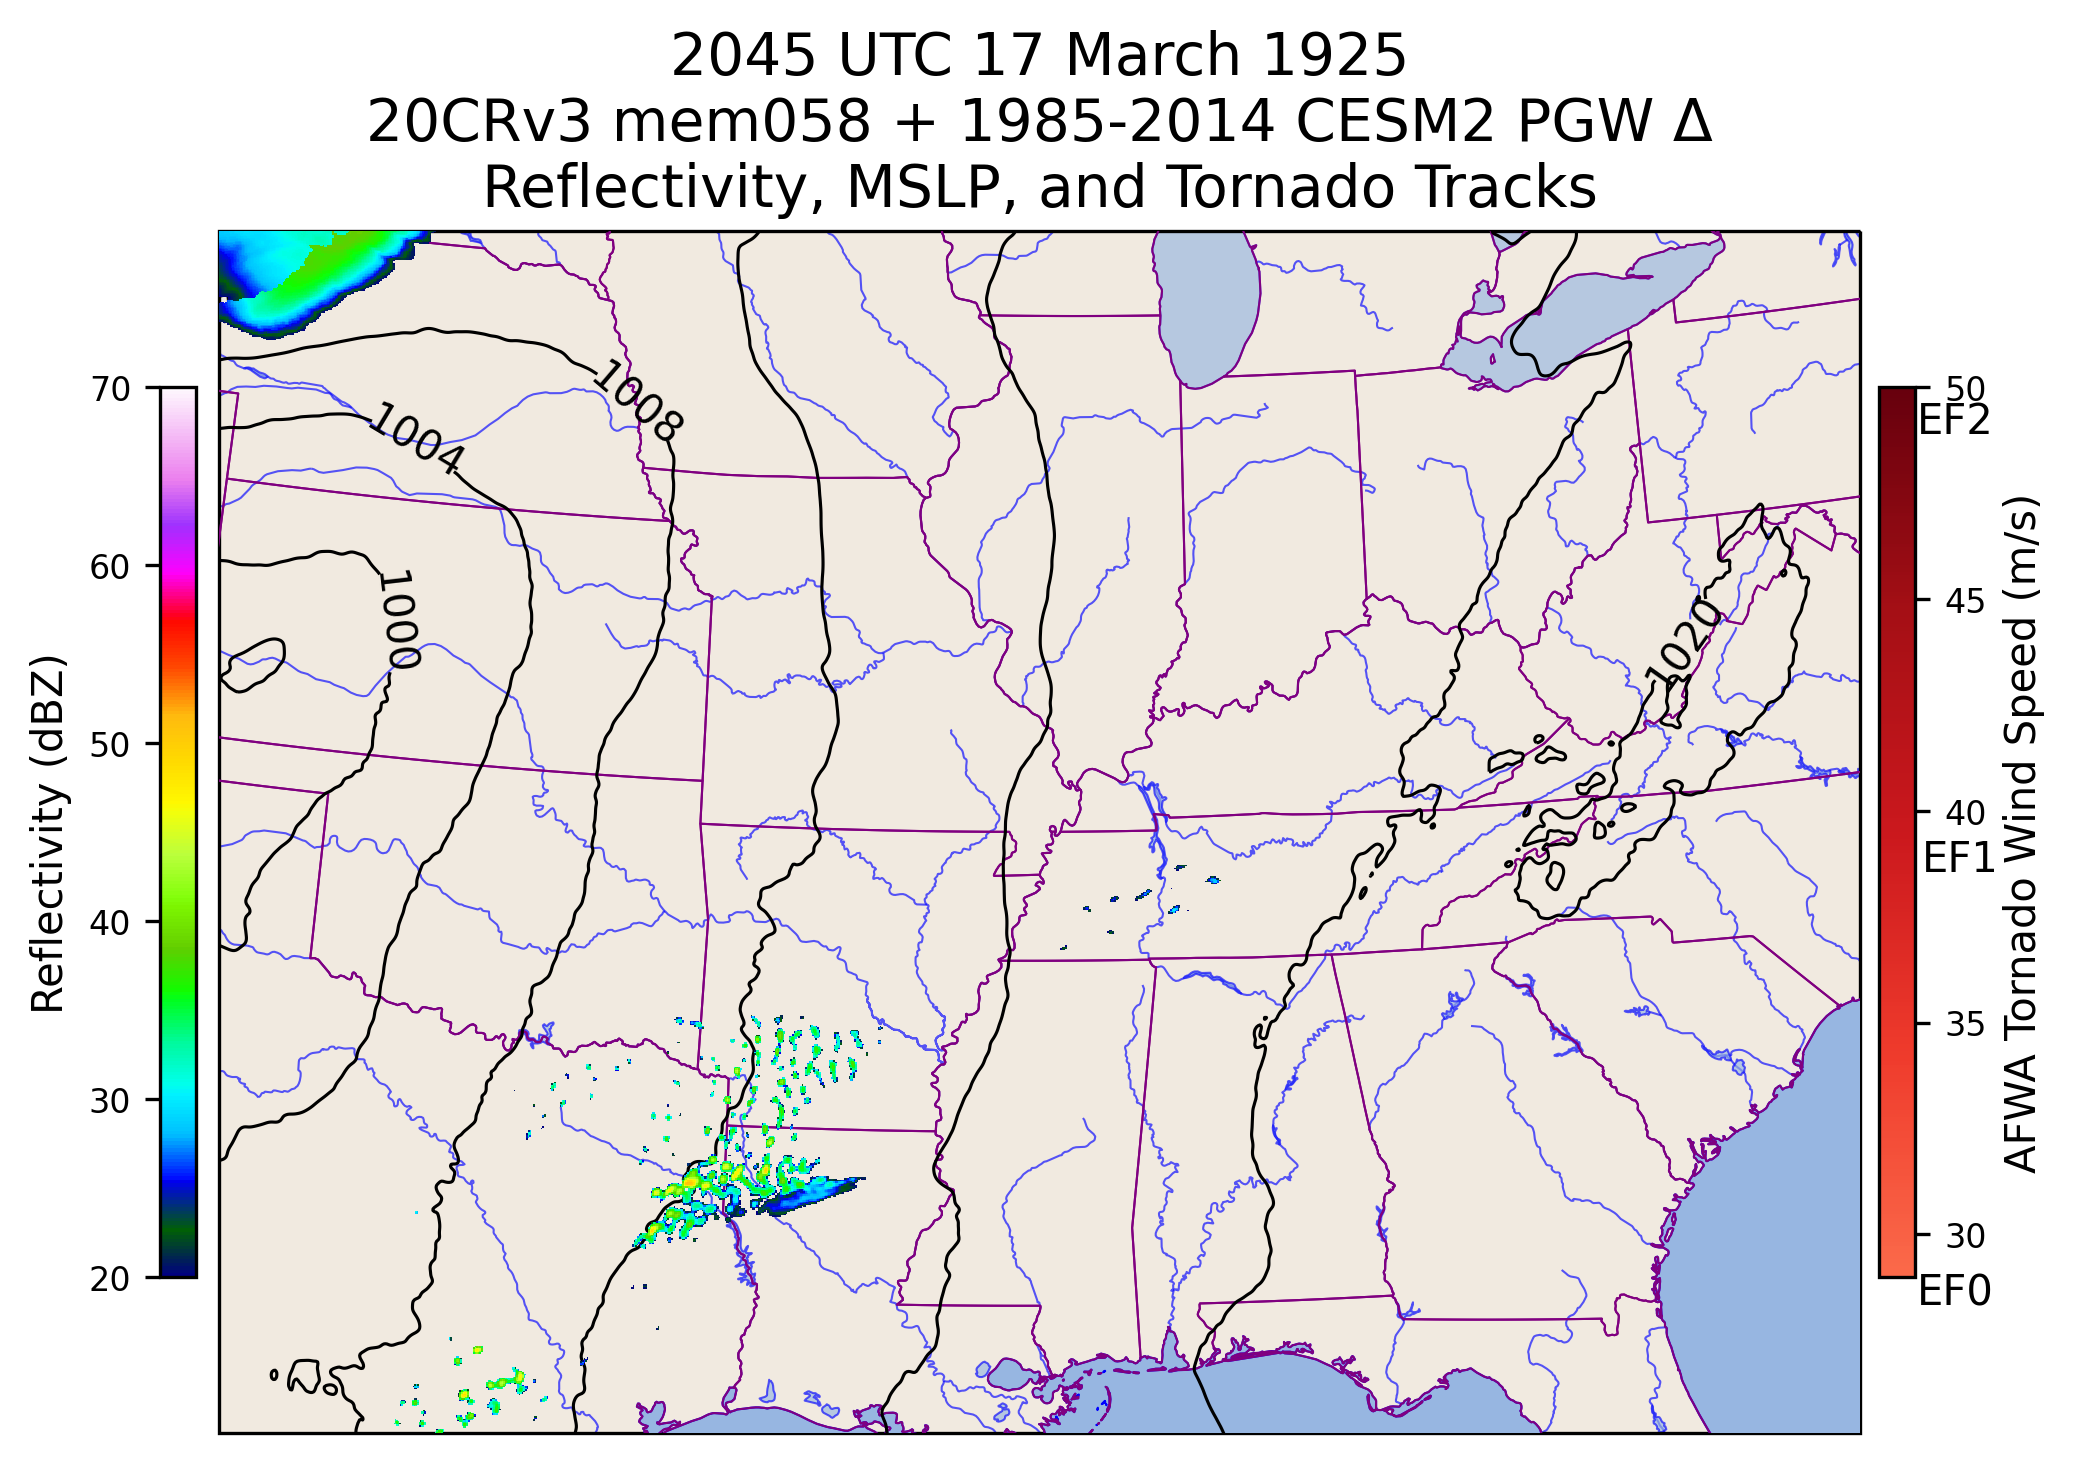 2045 UTC 17 March 1925
20CRv3 mem058 + 1985-2014 CESM2 PGW Δ
Reflectivity, MSLP, and Tornado Tracks
Reflectivity (dBZ)
70
60
50
40
30
20
1008
1004
1000
1020
50
EF2
45
40
EF1
35
30
EF0
AFWA Tornado Wind Speed (m/s)